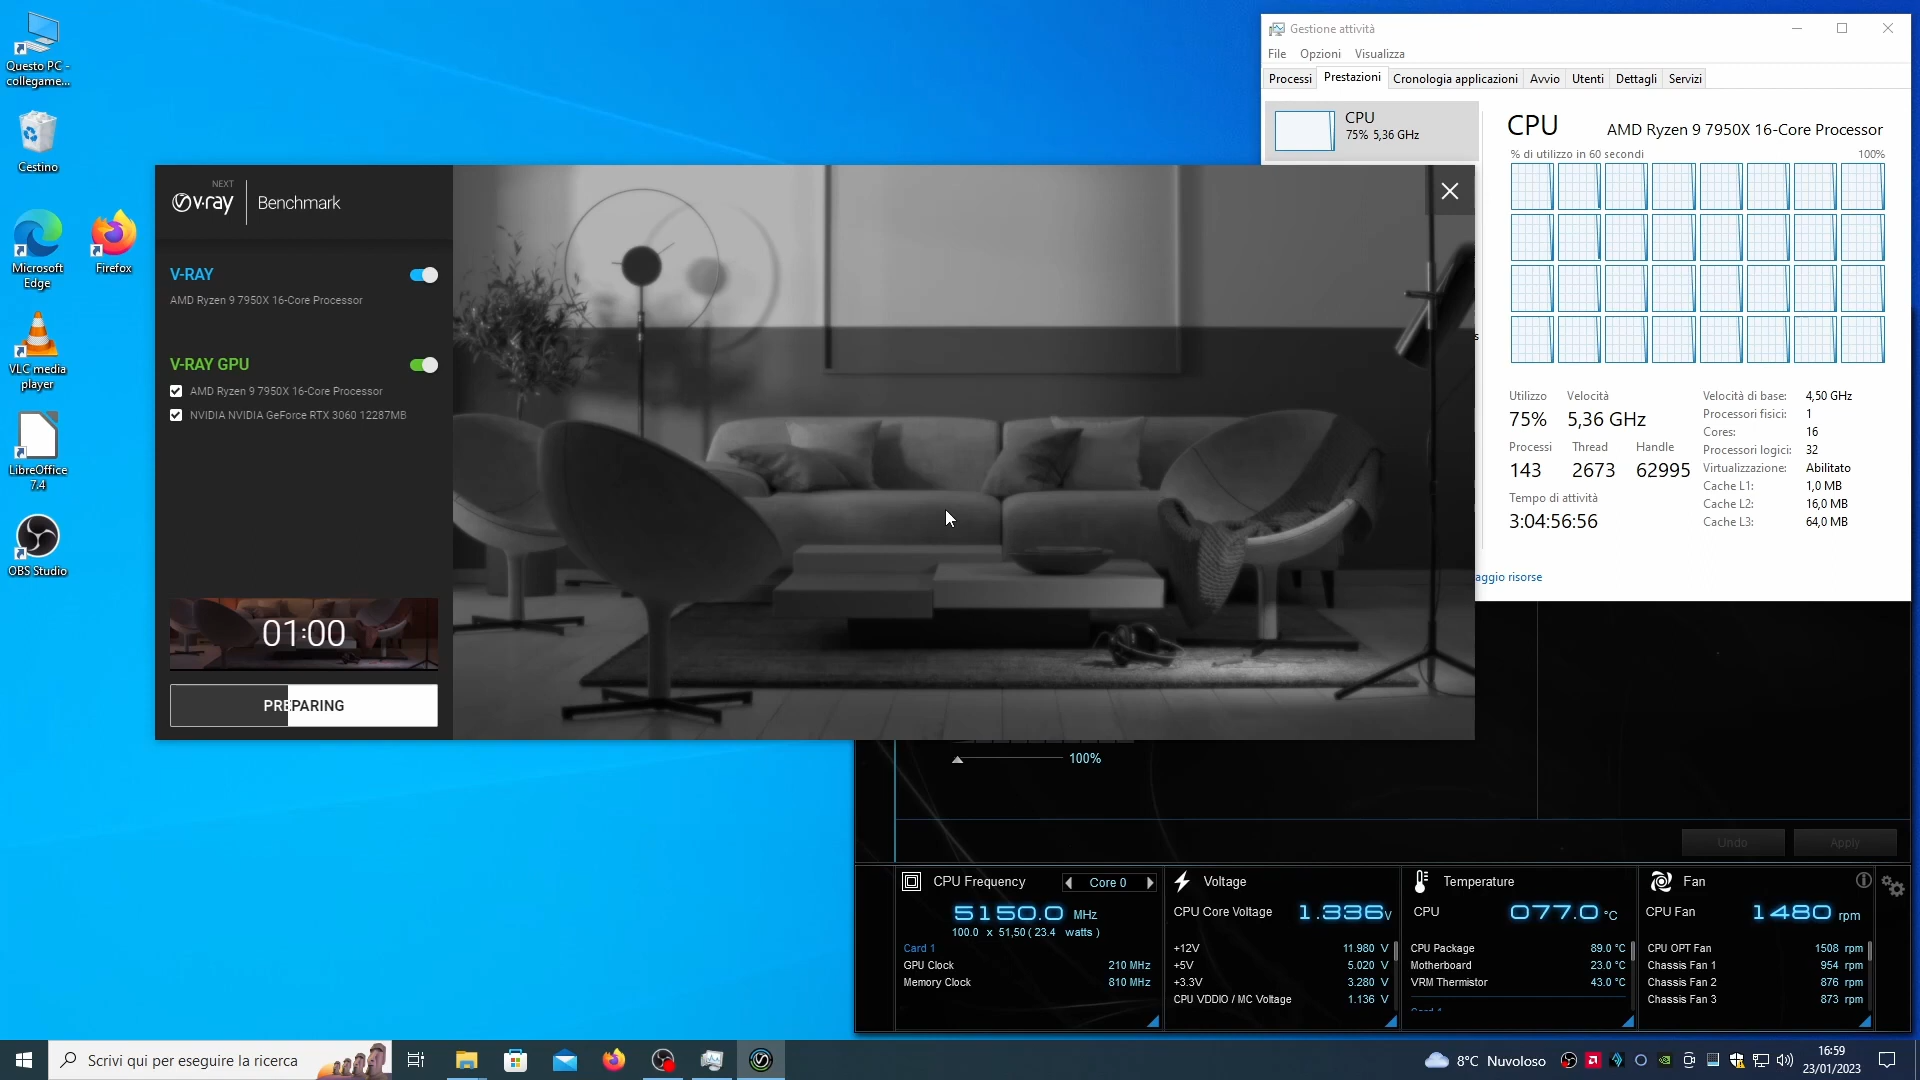 Questo PC -
collegame...
Cestino
Microsoft
Edge
Firefox
VLC media
player
LibreOffice
7.4
OBS Studio
NEXT
v·ray
Benchmark
V-RAY
AMD Ryzen 9 7950X 16-Core Processor
V-RAY GPU
AMD Ryzen 9 7950X 16-Core Processor
NVIDIA NVIDIA GeForce RTX 3060 12287MB
01:00
PREPARING
Gestione attività
File Opzioni Visualizza
Processi Prestazioni Cronologia applicazioni Avvio Utenti Dettagli Servizi
CPU
75% 5,36 GHz
CPU AMD Ryzen 9 7950X 16-Core Processor
% di utilizzo in 60 secondi 100%
Utilizzo Velocità
75% 5,36 GHz
Processi Thread Handle
143 2673 62995
Tempo di attività
3:04:56:56
Velocità di base: 4,50 GHz
Processori fisici: 1
Cores: 16
Processori logici: 32
Virtualizzazione: Abilitato
Cache L1: 1,0 MB
Cache L2: 16,0 MB
Cache L3: 64,0 MB
aggio risorse
100%
Undo Apply
CPU Frequency Core 0
5150.0 MHz
100.0 x 51,50 ( 23.4 watts )
Card 1
GPU Clock 210 MHz
Memory Clock 810 MHz
Voltage
CPU Core Voltage 1.336 V
+12V 11.980 V
+5V 5.020 V
+3.3V 3.280 V
CPU VDDIO / MC Voltage 1.136 V
Temperature
CPU 077.0 °C
CPU Package 89.0 °C
Motherboard 23.0 °C
VRM Thermistor 43.0 °C
Fan
CPU Fan 1480 rpm
CPU OPT Fan 1508 rpm
Chassis Fan 1 954 rpm
Chassis Fan 2 876 rpm
Chassis Fan 3 873 rpm
Scrivi qui per eseguire la ricerca
8°C Nuvoloso
16:59
23/01/2023